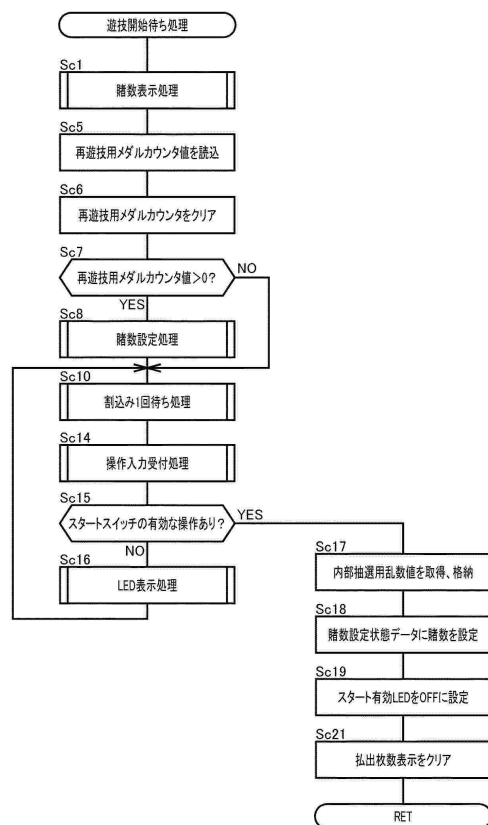 遊技開始待ち処理
Sc1
賭数表示処理
Sc5
再遊技用メダルカウンタ値を読込
Sc6
再遊技用メダルカウンタをクリア
Sc7
再遊技用メダルカウンタ値>0?
NO
YES
Sc8
賭数設定処理
Sc10
割込み1回待ち処理
Sc14
操作入力受付処理
Sc15
スタートスイッチの有効な操作あり?
YES
NO
Sc16
LED表示処理
Sc17
内部抽選用乱数値を取得、格納
Sc18
賭数設定状態データに賭数を設定
Sc19
スタート有効LEDをOFFに設定
Sc21
払出枚数表示をクリア
RET